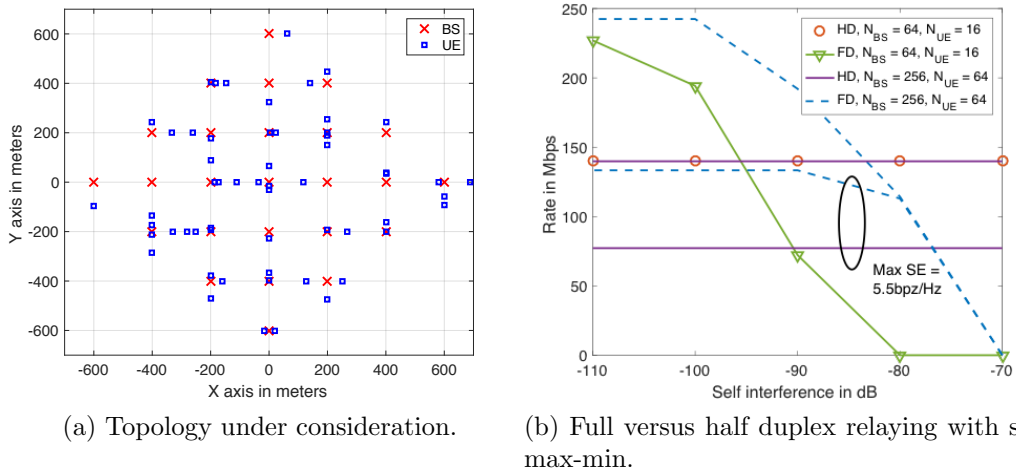 600
400
200
0
-200
-400
-600
Y axis in meters
-600
-400
-200
0
200
400
600
X axis in meters
BS
UE
(a) Topology under consideration.
250
200
150
100
50
0
Rate in Mbps
HD, N_BS = 64, N_UE = 16
FD, N_BS = 64, N_UE = 16
HD, N_BS = 256, N_UE = 64
FD, N_BS = 256, N_UE = 64
Max SE =
5.5bpz/Hz
-110
-100
-90
-80
-70
Self interference in dB
(b) Full versus half duplex relaying with s
max-min.